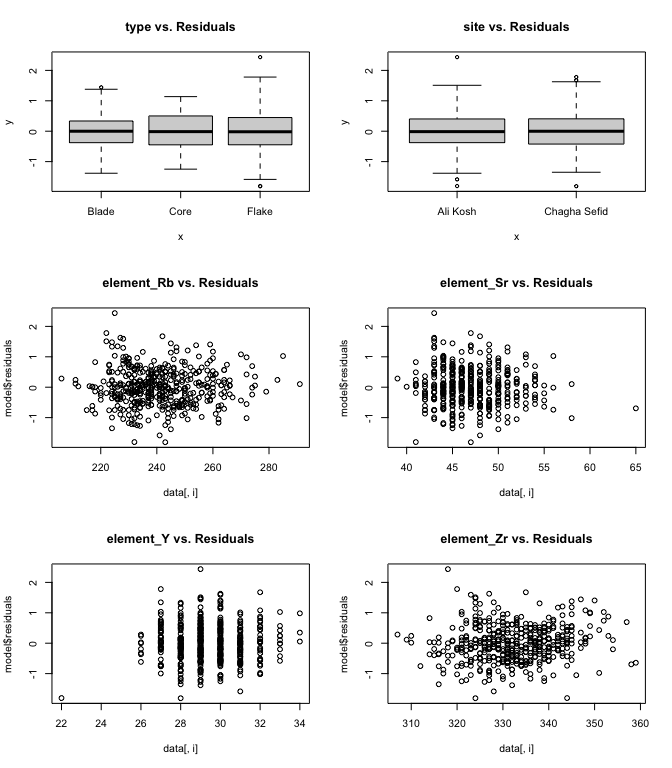 type vs. Residuals
y
2
1
0
-1
Blade Core Flake
x
site vs. Residuals
y
2
1
0
-1
Ali Kosh Chagha Sefid
x
element_Rb vs. Residuals
model$residuals
2
1
0
-1
220 240 260 280
data[, i]
element_Sr vs. Residuals
model$residuals
2
1
0
-1
40 45 50 55 60 65
data[, i]
element_Y vs. Residuals
model$residuals
2
1
0
-1
22 24 26 28 30 32 34
data[, i]
element_Zr vs. Residuals
model$residuals
2
1
0
-1
310 320 330 340 350 360
data[, i]